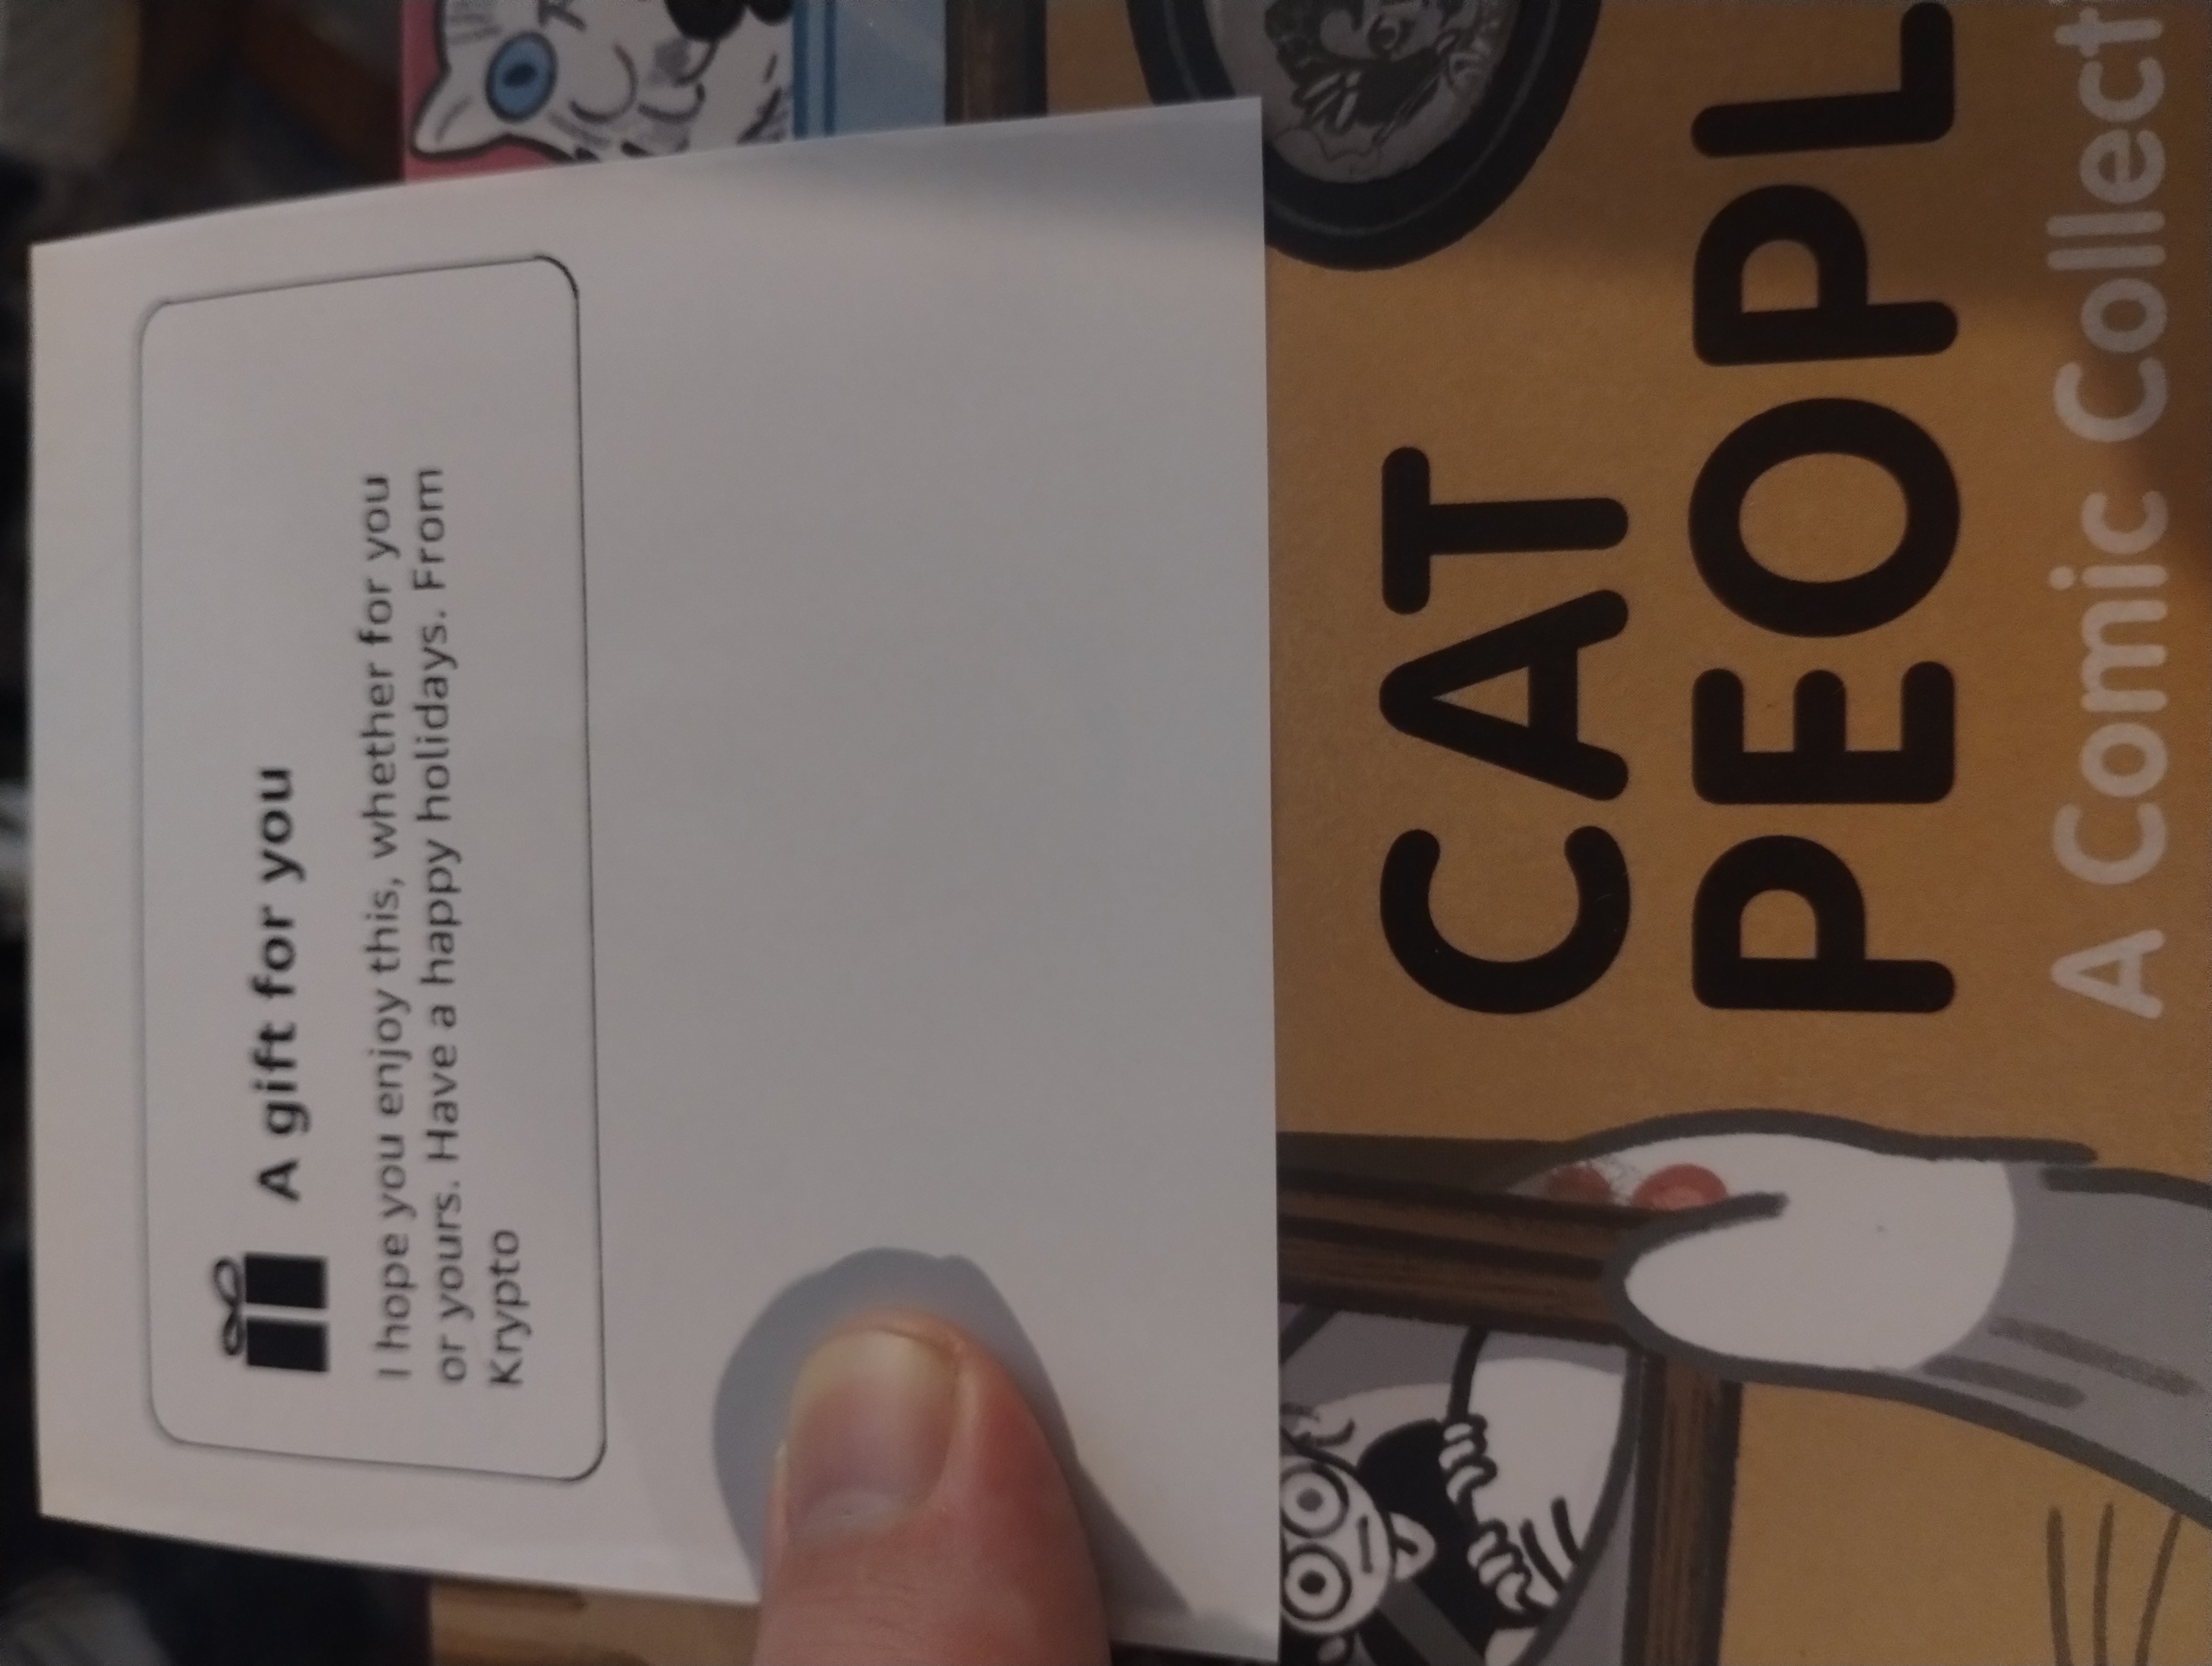 A gift for you
I hope you enjoy this, whether for you
or yours. Have a happy holidays. From
Krypto
CAT
PEOPL
A Comic Collect